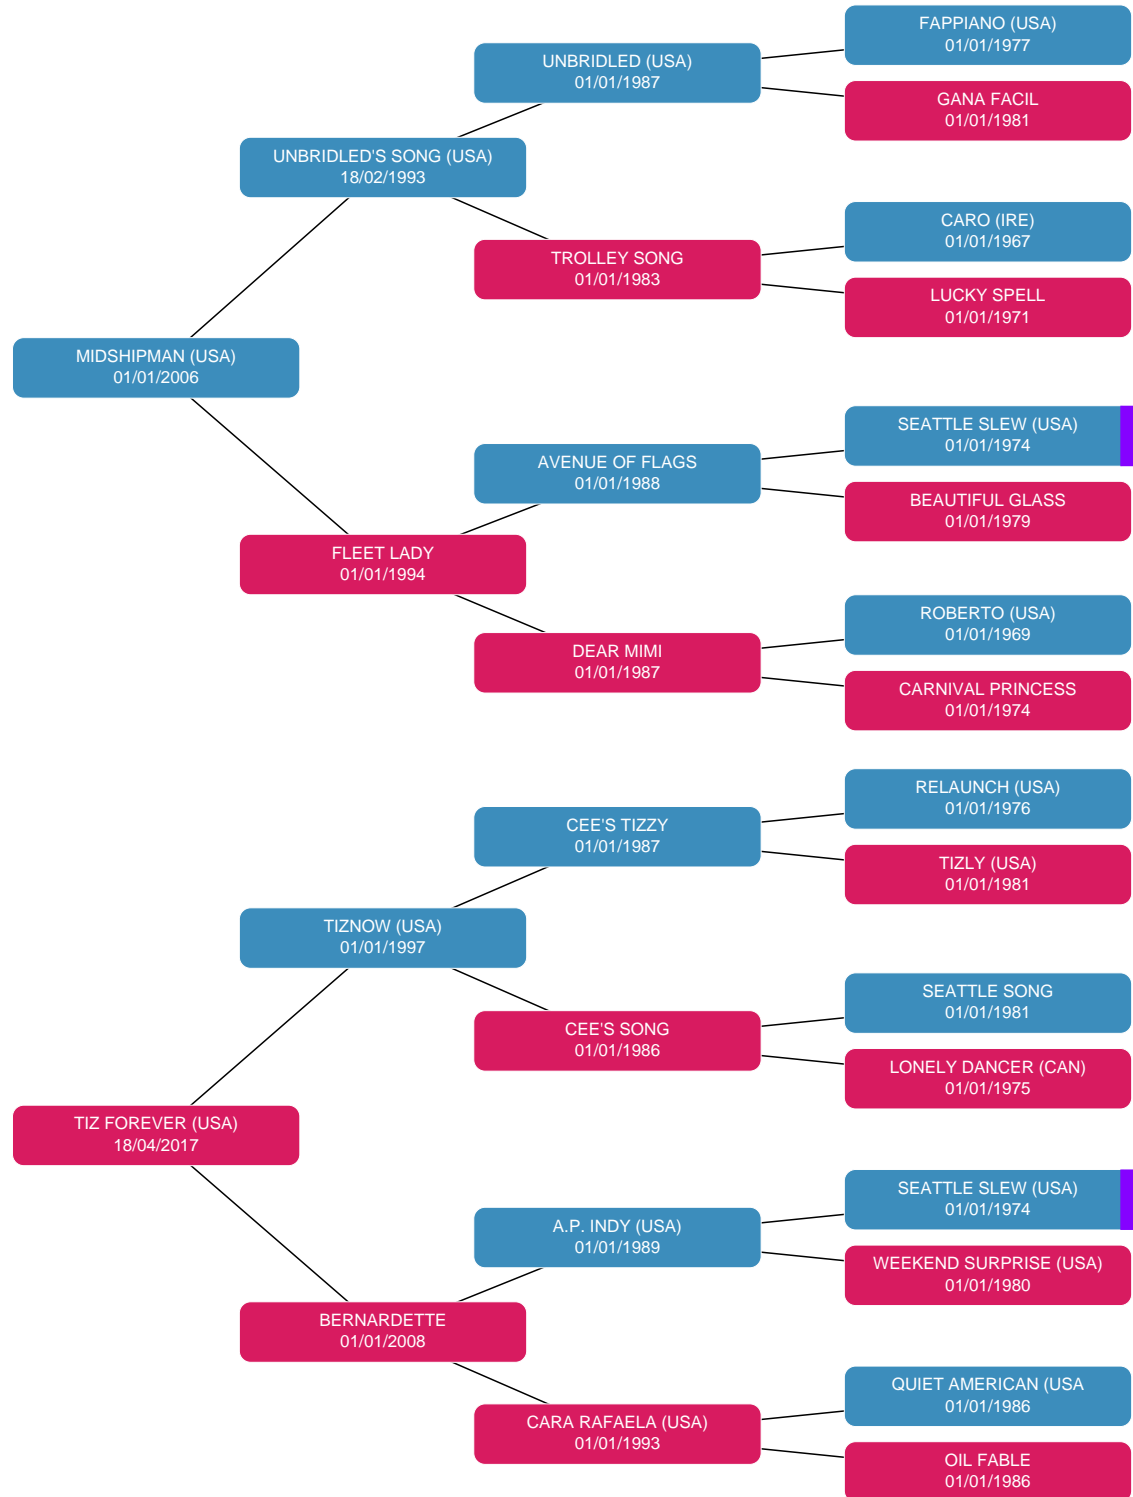 FAPPIANO (USA)
01/01/1977
UNBRIDLED (USA)
01/01/1987
GANA FACIL
01/01/1981
UNBRIDLED'S SONG (USA)
18/02/1993
CARO (IRE)
01/01/1967
TROLLEY SONG
01/01/1983
LUCKY SPELL
01/01/1971
MIDSHIPMAN (USA)
01/01/2006
SEATTLE SLEW (USA)
01/01/1974
AVENUE OF FLAGS
01/01/1988
BEAUTIFUL GLASS
01/01/1979
FLEET LADY
01/01/1994
ROBERTO (USA)
01/01/1969
DEAR MIMI
01/01/1987
CARNIVAL PRINCESS
01/01/1974
RELAUNCH (USA)
01/01/1976
CEE'S TIZZY
01/01/1987
TIZLY (USA)
01/01/1981
TIZNOW (USA)
01/01/1997
SEATTLE SONG
01/01/1981
CEE'S SONG
01/01/1986
LONELY DANCER (CAN)
01/01/1975
TIZ FOREVER (USA)
18/04/2017
SEATTLE SLEW (USA)
01/01/1974
A.P. INDY (USA)
01/01/1989
WEEKEND SURPRISE (USA)
01/01/1980
BERNARDETTE
01/01/2008
QUIET AMERICAN (USA
01/01/1986
CARA RAFAELA (USA)
01/01/1993
OIL FABLE
01/01/1986